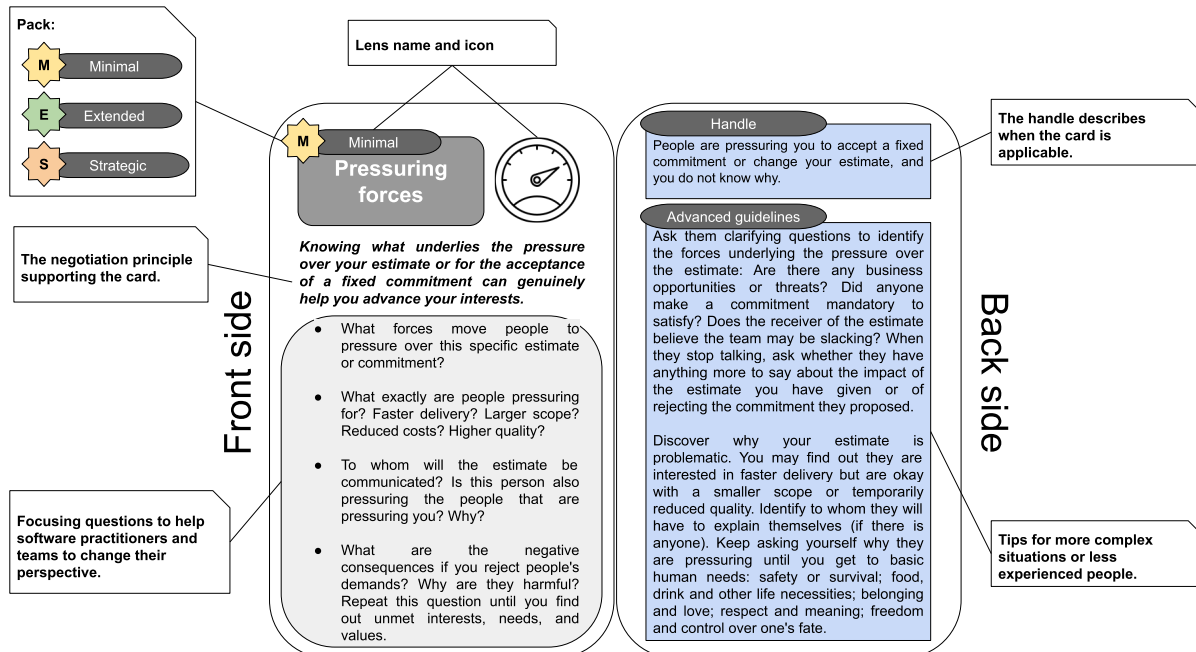 Pack:
M Minimal
E Extended
S Strategic
Lens name and icon
The negotiation principle
supporting the card.
Focusing questions to help
software practitioners and
teams to change their
perspective.
Front side
M Minimal
Pressuring
forces
Knowing what underlies the pressure
over your estimate or for the acceptance
of a fixed commitment can genuinely
help you advance your interests.
● What forces move people to
pressure over this specific estimate
or commitment?
● What exactly are people pressuring
for? Faster delivery? Larger scope?
Reduced costs? Higher quality?
● To whom will the estimate be
communicated? Is this person also
pressuring the people that are
pressuring you? Why?
● What are the negative
consequences if you reject people's
demands? Why are they harmful?
Repeat this question until you find
out unmet interests, needs, and
values.
Handle
People are pressuring you to accept a fixed
commitment or change your estimate, and
you do not know why.
Advanced guidelines
Ask them clarifying questions to identify
the forces underlying the pressure over
the estimate: Are there any business
opportunities or threats? Did anyone
make a commitment mandatory to
satisfy? Does the receiver of the estimate
believe the team may be slacking? When
they stop talking, ask whether they have
anything more to say about the impact of
the estimate you have given or of
rejecting the commitment they proposed.
Discover why your estimate is
problematic. You may find out they are
interested in faster delivery but are okay
with a smaller scope or temporarily
reduced quality. Identify to whom they will
have to explain themselves (if there is
anyone). Keep asking yourself why they
are pressuring until you get to basic
human needs: safety or survival; food,
drink and other life necessities; belonging
and love; respect and meaning; freedom
and control over one's fate.
Back side
The handle describes
when the card is
applicable.
Tips for more complex
situations or less
experienced people.